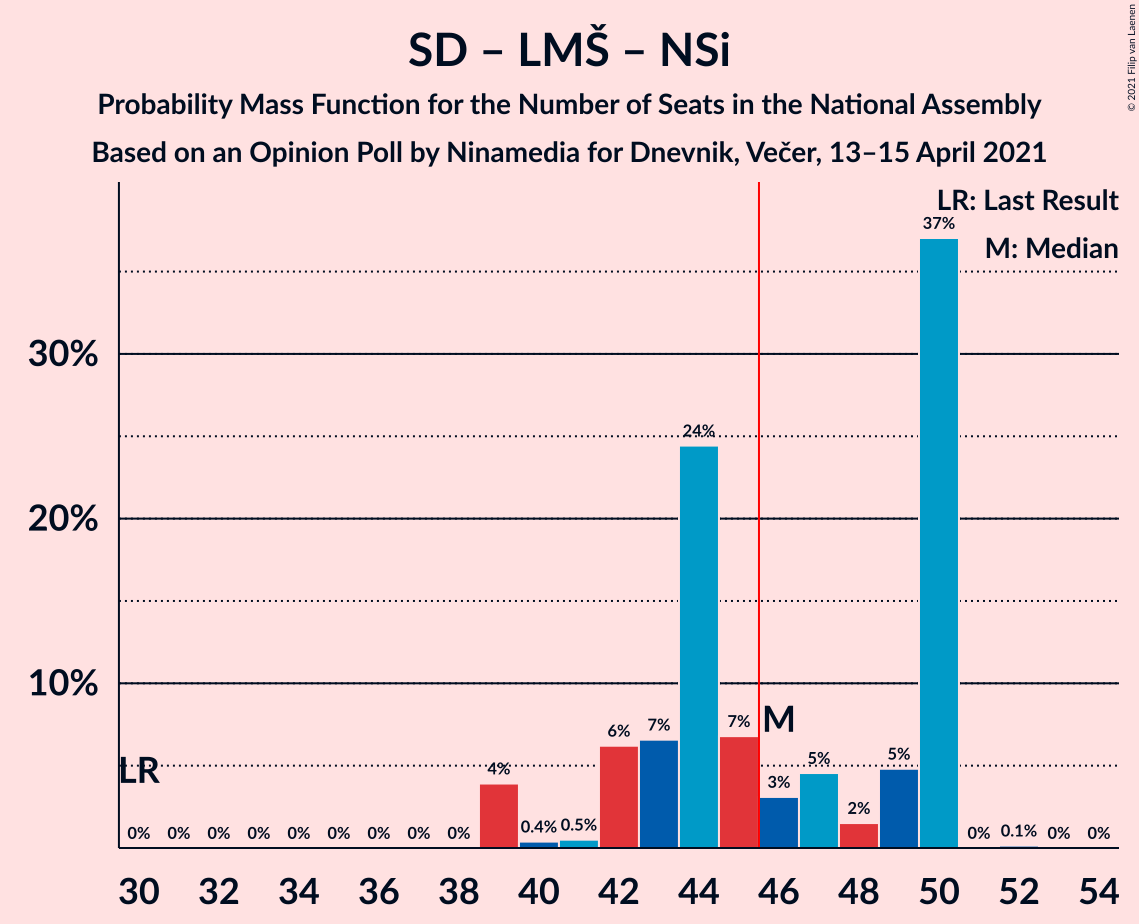 SD – LMŠ – NSi
Probability Mass Function for the Number of Seats in the National Assembly
Based on an Opinion Poll by Ninamedia for Dnevnik, Večer, 13–15 April 2021
© 2021 Filip van Laenen
LR: Last Result
M: Median
30%
20%
10%
LR
M
0% 0% 0% 0% 0% 0% 0% 0% 0% 4% 0.4% 0.5% 6% 7% 24% 7% 3% 5% 2% 5% 37% 0% 0.1% 0% 0%
30 32 34 36 38 40 42 44 46 48 50 52 54